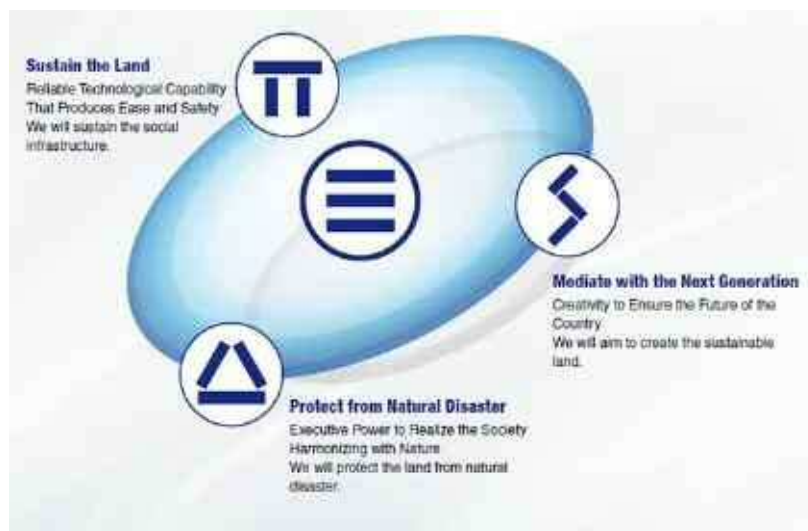 Sustain the Land
Reliable Technological Capability
That Produces Ease and Safety
We will sustain the social
infrastructure.
Mediate with the Next Generation
Creativity to Ensure the Future of the
Country
We will aim to create the sustainable
land.
Protect from Natural Disaster
Executive Power to Realize the Society
Harmonizing with Nature
We will protect the land from natural
disaster.